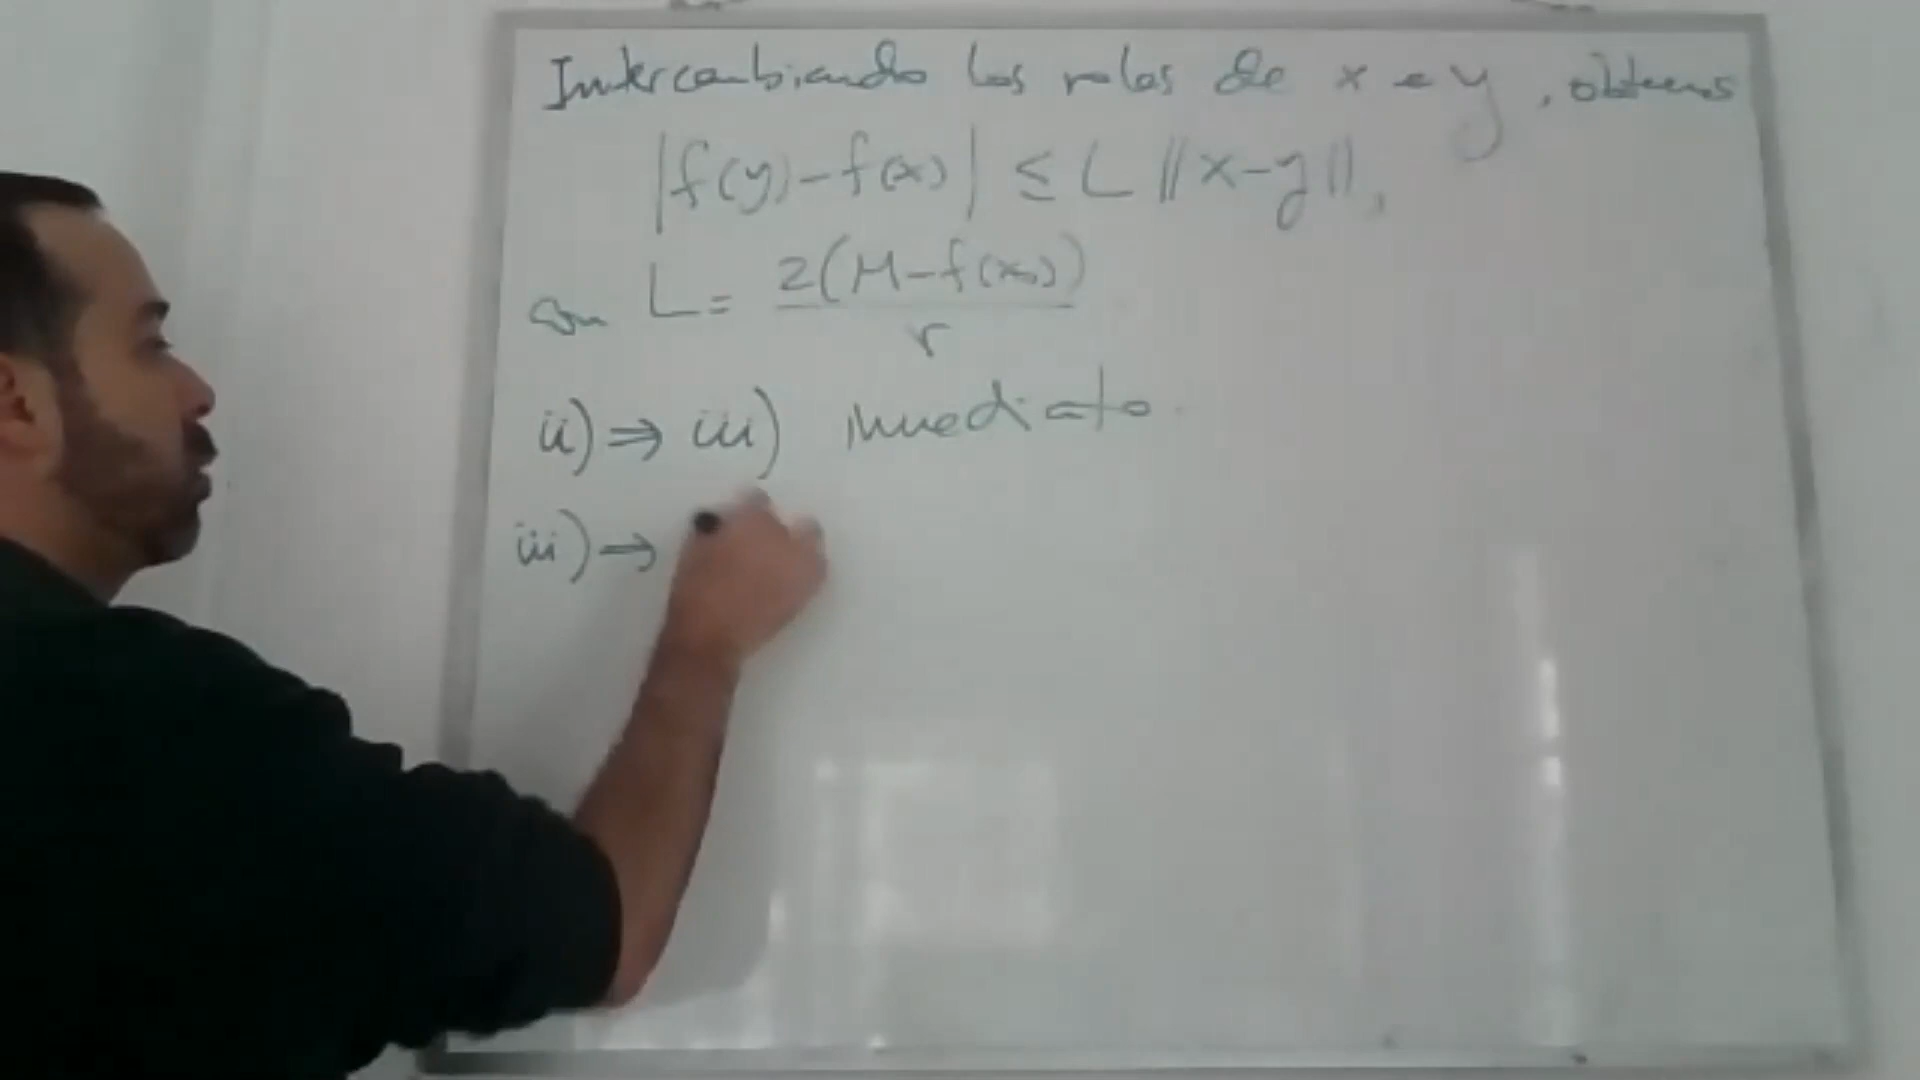 Intercambiando los roles de x e y, obtenemos
|f(y)-f(x)| ≤ L ||x-y||,
con L = 2(M-f(x₀)) / r
ii) ⇒ iii) inmediato.
iii) ⇒